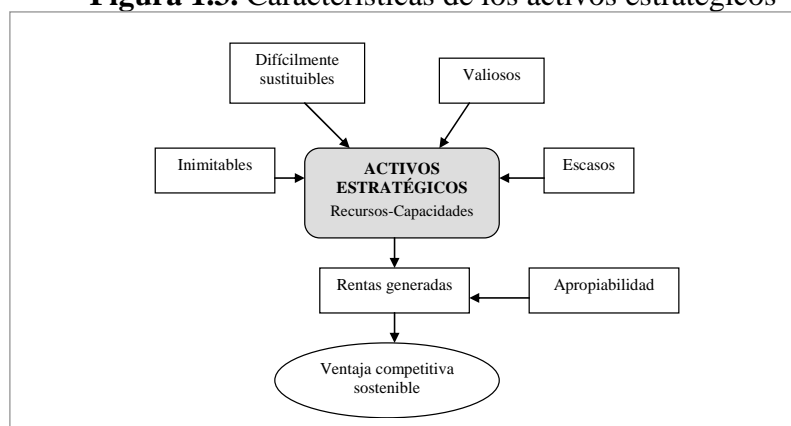 Figura 1.3. Características de los activos estratégicos
Difícilmente
sustituibles
Valiosos
Inimitables
ACTIVOS
ESTRATÉGICOS
Recursos-Capacidades
Escasos
Rentas generadas
Apropiabilidad
Ventaja competitiva
sostenible